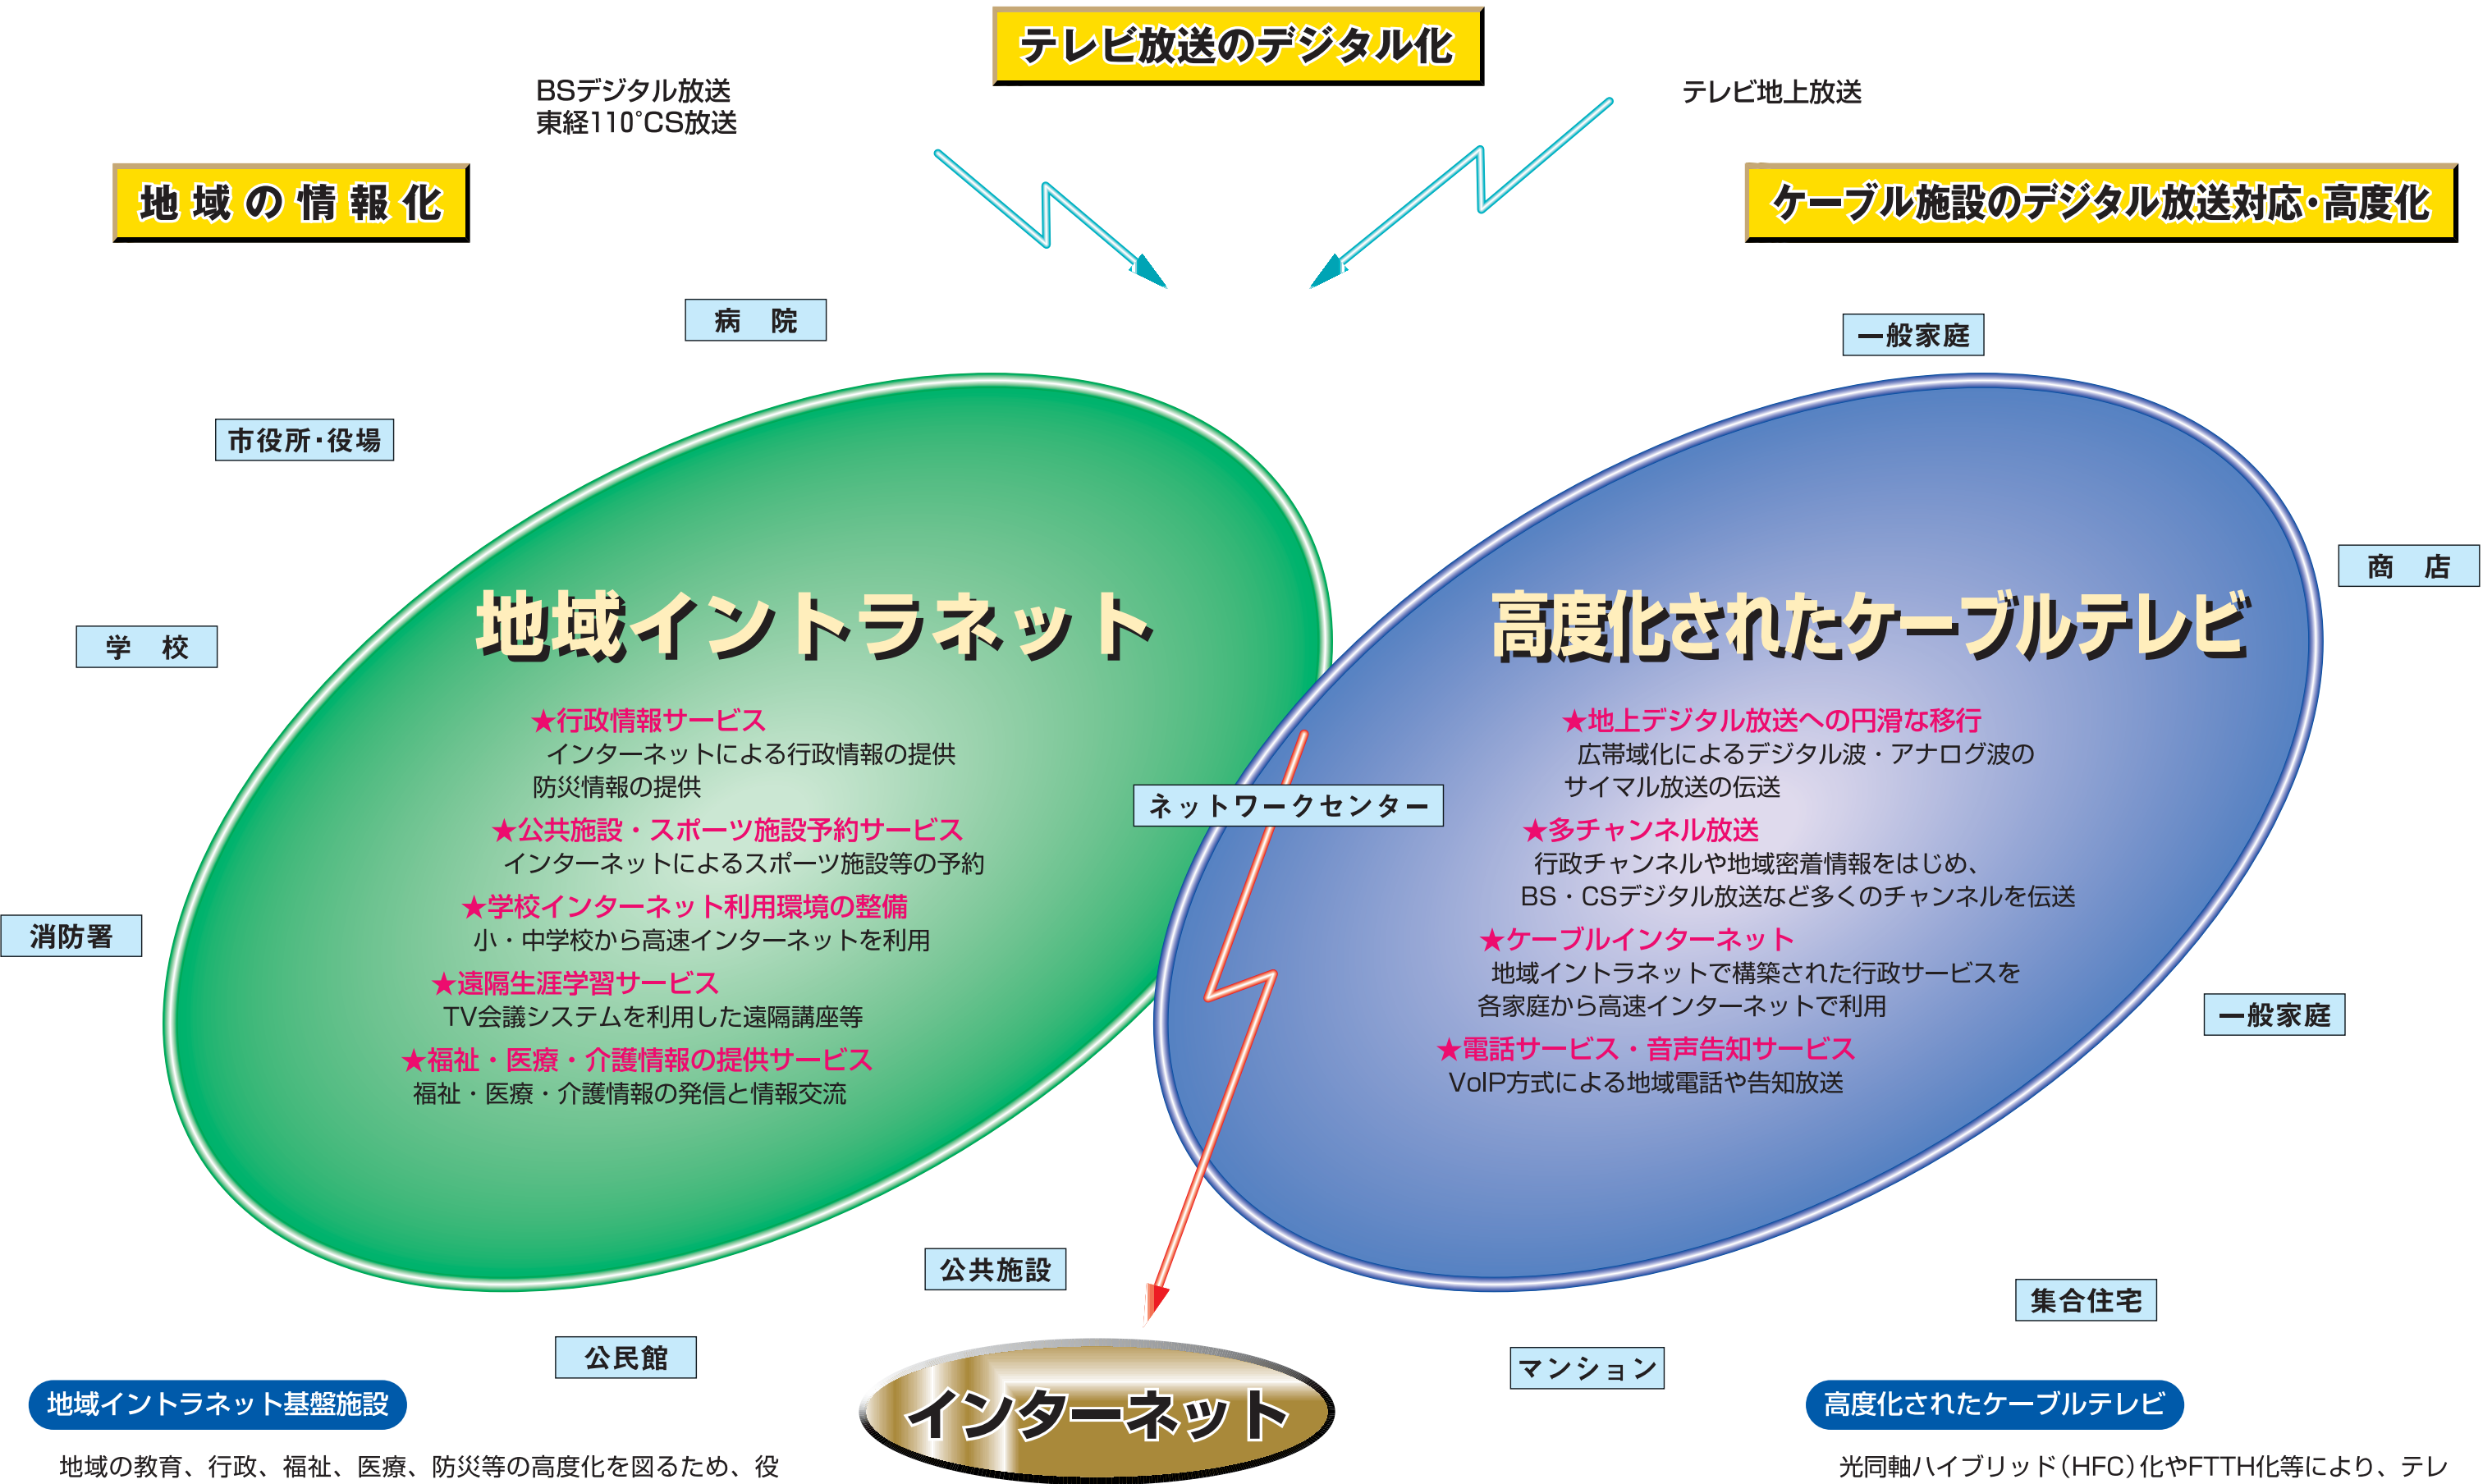 テレビ放送のデジタル化
BSデジタル放送
東経110°CS放送
テレビ地上放送
地域の情報化
ケーブル施設のデジタル放送対応・高度化
病　院
一般家庭
市役所・役場
商　店
学　校
地域イントラネット
★行政情報サービス
インターネットによる行政情報の提供
防災情報の提供
★公共施設・スポーツ施設予約サービス
インターネットによるスポーツ施設等の予約
★学校インターネット利用環境の整備
小・中学校から高速インターネットを利用
★遠隔生涯学習サービス
TV会議システムを利用した遠隔講座等
★福祉・医療・介護情報の提供サービス
福祉・医療・介護情報の発信と情報交流
高度化されたケーブルテレビ
★地上デジタル放送への円滑な移行
広帯域化によるデジタル波・アナログ波の
サイマル放送の伝送
★多チャンネル放送
行政チャンネルや地域密着情報をはじめ、
BS・CSデジタル放送など多くのチャンネルを伝送
★ケーブルインターネット
地域イントラネットで構築された行政サービスを
各家庭から高速インターネットで利用
★電話サービス・音声告知サービス
VoIP方式による地域電話や告知放送
ネットワークセンター
消防署
一般家庭
公共施設
集合住宅
公民館
マンション
インターネット
地域イントラネット基盤施設
地域の教育、行政、福祉、医療、防災等の高度化を図るため、役
高度化されたケーブルテレビ
光同軸ハイブリッド（HFC）化やFTTH化等により、テレ